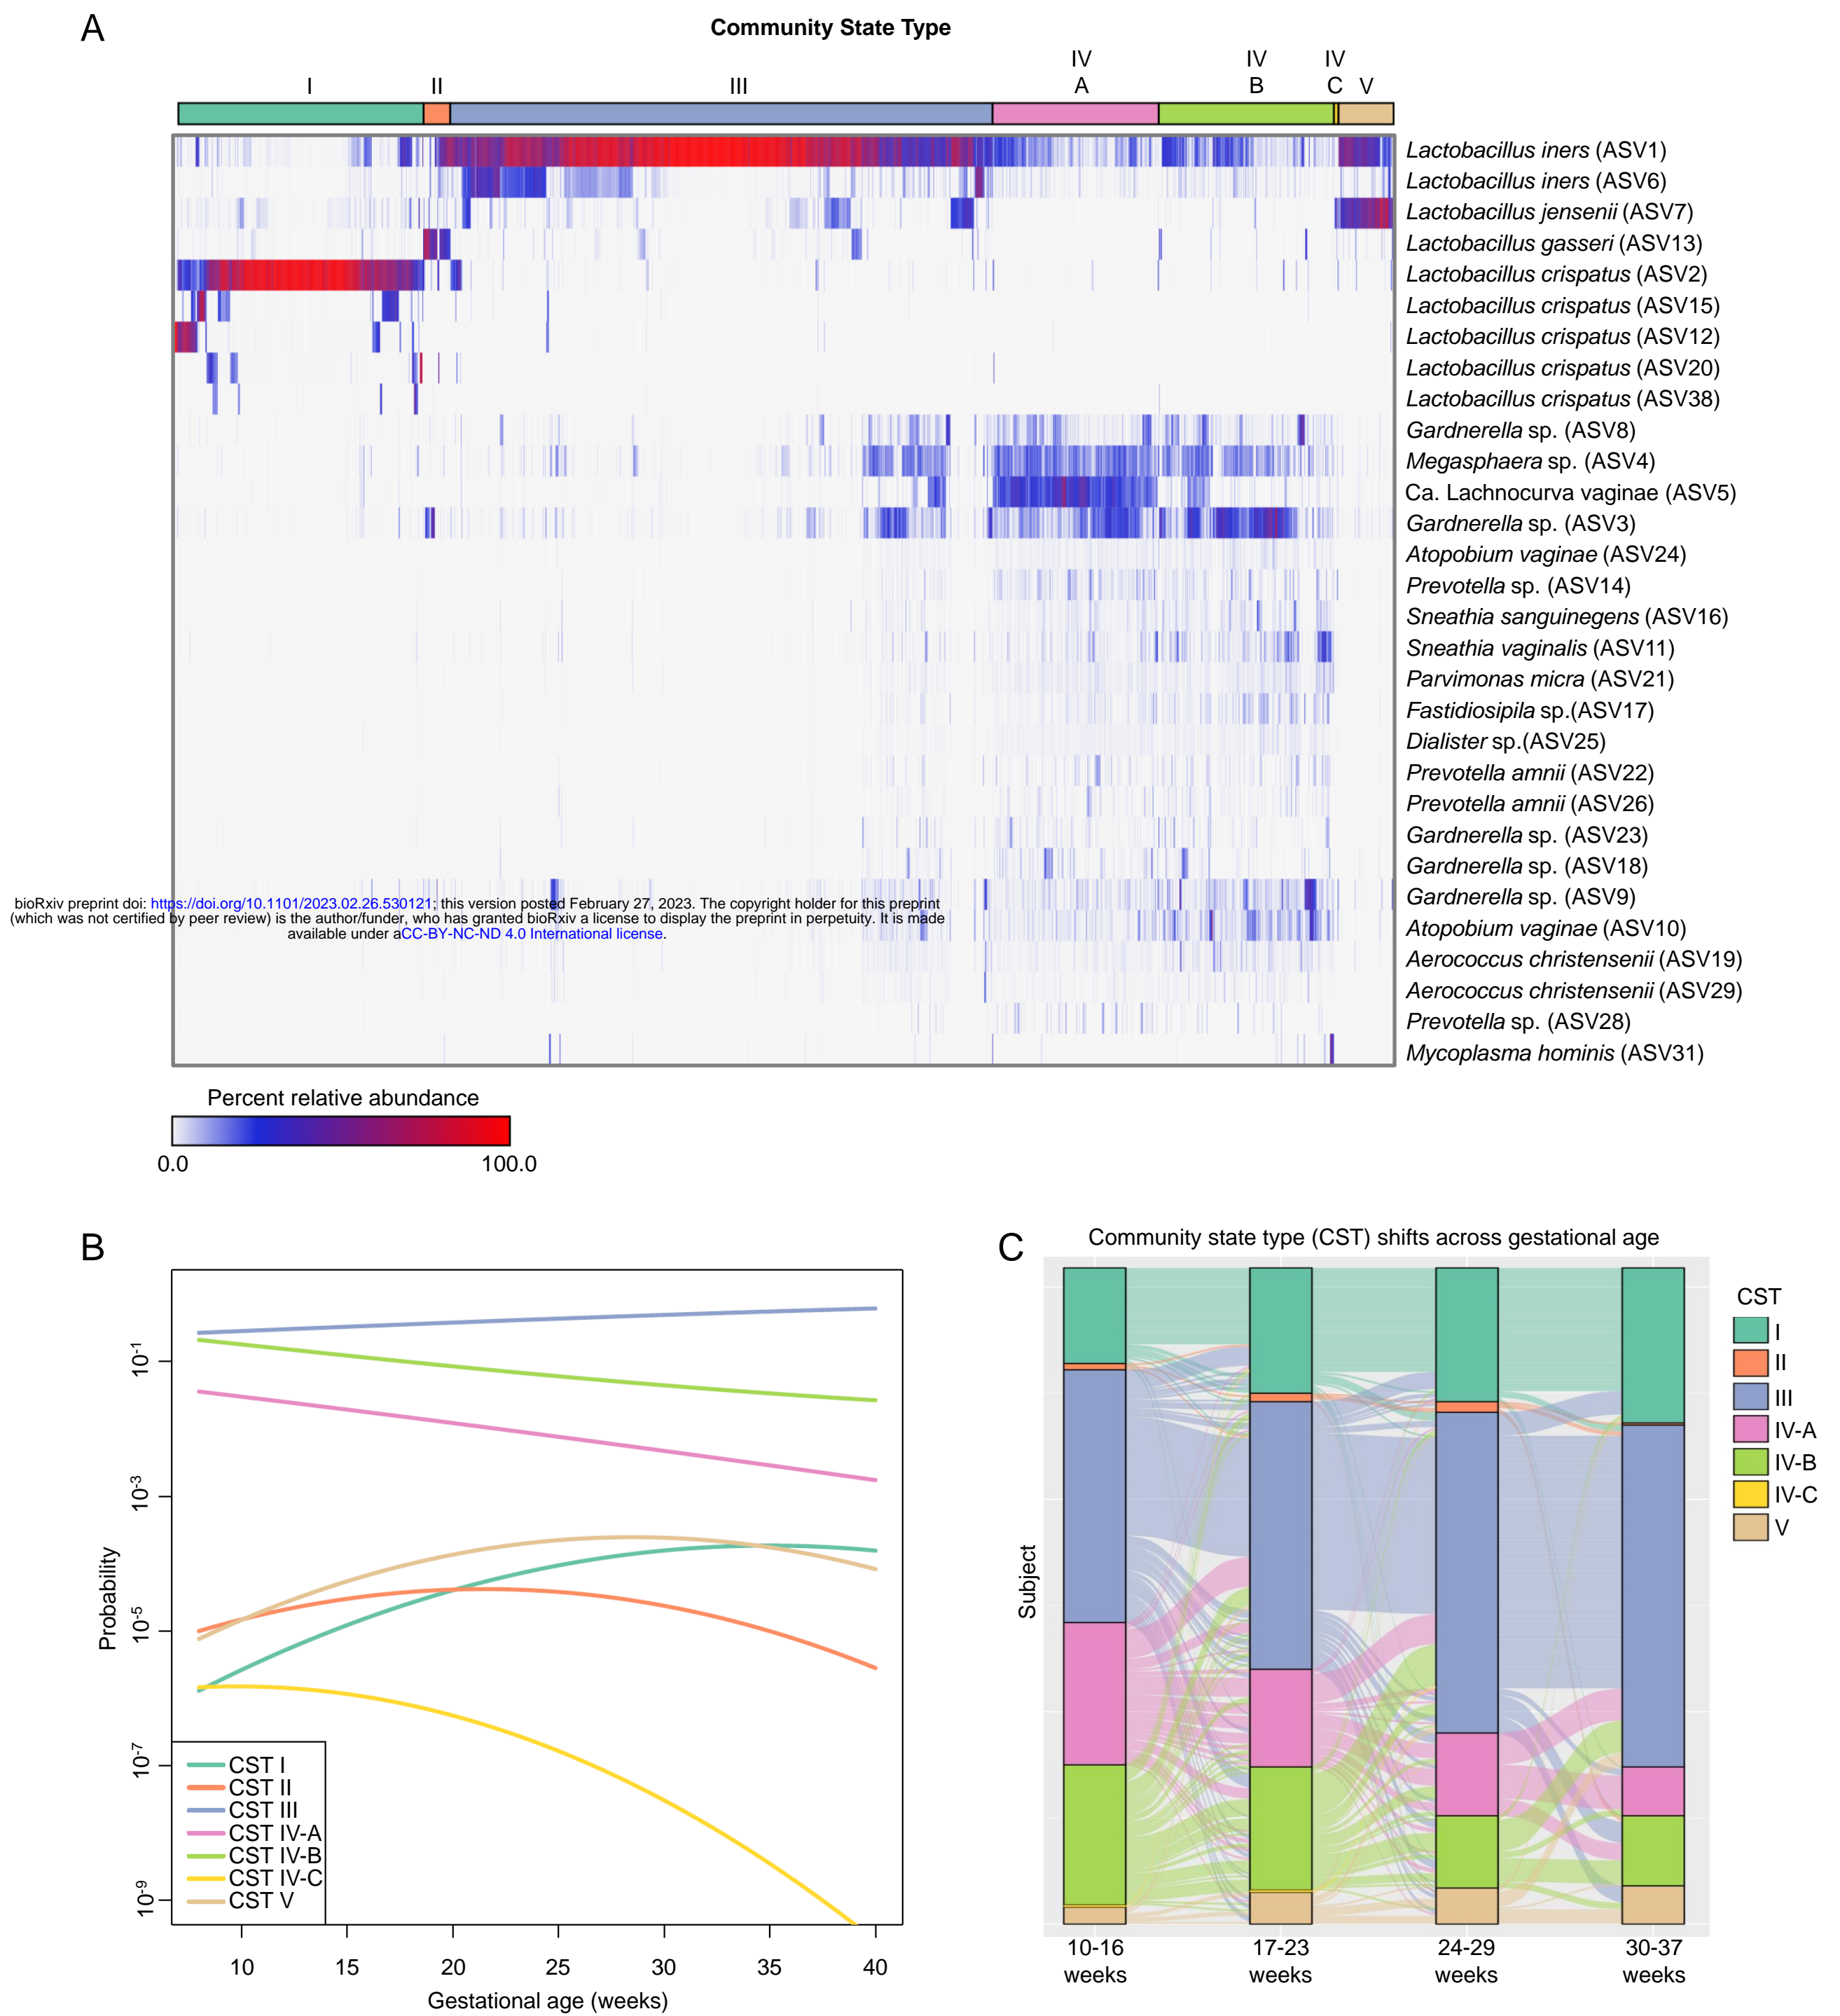 A
Community State Type
IV IV IV
I II III A B C V
Lactobacillus iners (ASV1)
Lactobacillus iners (ASV6)
Lactobacillus jensenii (ASV7)
Lactobacillus gasseri (ASV13)
Lactobacillus crispatus (ASV2)
Lactobacillus crispatus (ASV15)
Lactobacillus crispatus (ASV12)
Lactobacillus crispatus (ASV20)
Lactobacillus crispatus (ASV38)
Gardnerella sp. (ASV8)
Megasphaera sp. (ASV4)
Ca. Lachnocurva vaginae (ASV5)
Gardnerella sp. (ASV3)
Atopobium vaginae (ASV24)
Prevotella sp. (ASV14)
Sneathia sanguinegens (ASV16)
Sneathia vaginalis (ASV11)
Parvimonas micra (ASV21)
Fastidiosipila sp.(ASV17)
Dialister sp.(ASV25)
Prevotella amnii (ASV22)
Prevotella amnii (ASV26)
Gardnerella sp. (ASV23)
Gardnerella sp. (ASV18)
Gardnerella sp. (ASV9)
Atopobium vaginae (ASV10)
Aerococcus christensenii (ASV19)
Aerococcus christensenii (ASV29)
Prevotella sp. (ASV28)
Mycoplasma hominis (ASV31)
bioRxiv preprint doi: https://doi.org/10.1101/2023.02.26.530121; this version posted February 27, 2023. The copyright holder for this preprint
(which was not certified by peer review) is the author/funder, who has granted bioRxiv a license to display the preprint in perpetuity. It is made
available under aCC-BY-NC-ND 4.0 International license.
Percent relative abundance
0.0 100.0
B
Probability
10-1
10-3
10-5
10-7
10-9
CST I
CST II
CST III
CST IV-A
CST IV-B
CST IV-C
CST V
10 15 20 25 30 35 40
Gestational age (weeks)
C
Community state type (CST) shifts across gestational age
Subject
10-16 17-23 24-29 30-37
weeks weeks weeks weeks
CST
I
II
III
IV-A
IV-B
IV-C
V